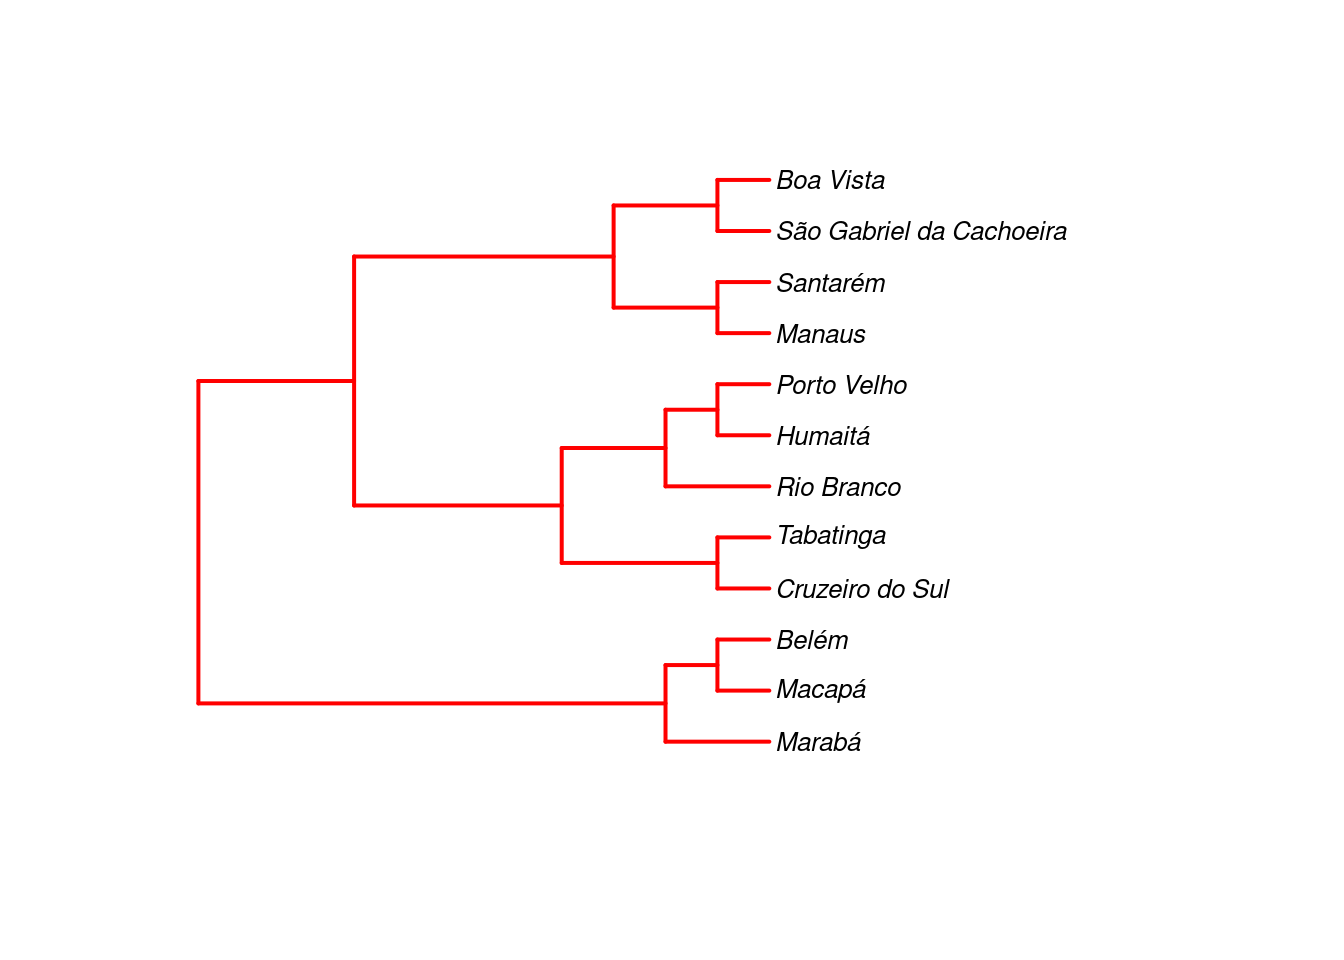 Boa Vista
São Gabriel da Cachoeira
Santarém
Manaus
Porto Velho
Humaitá
Rio Branco
Tabatinga
Cruzeiro do Sul
Belém
Macapá
Marabá